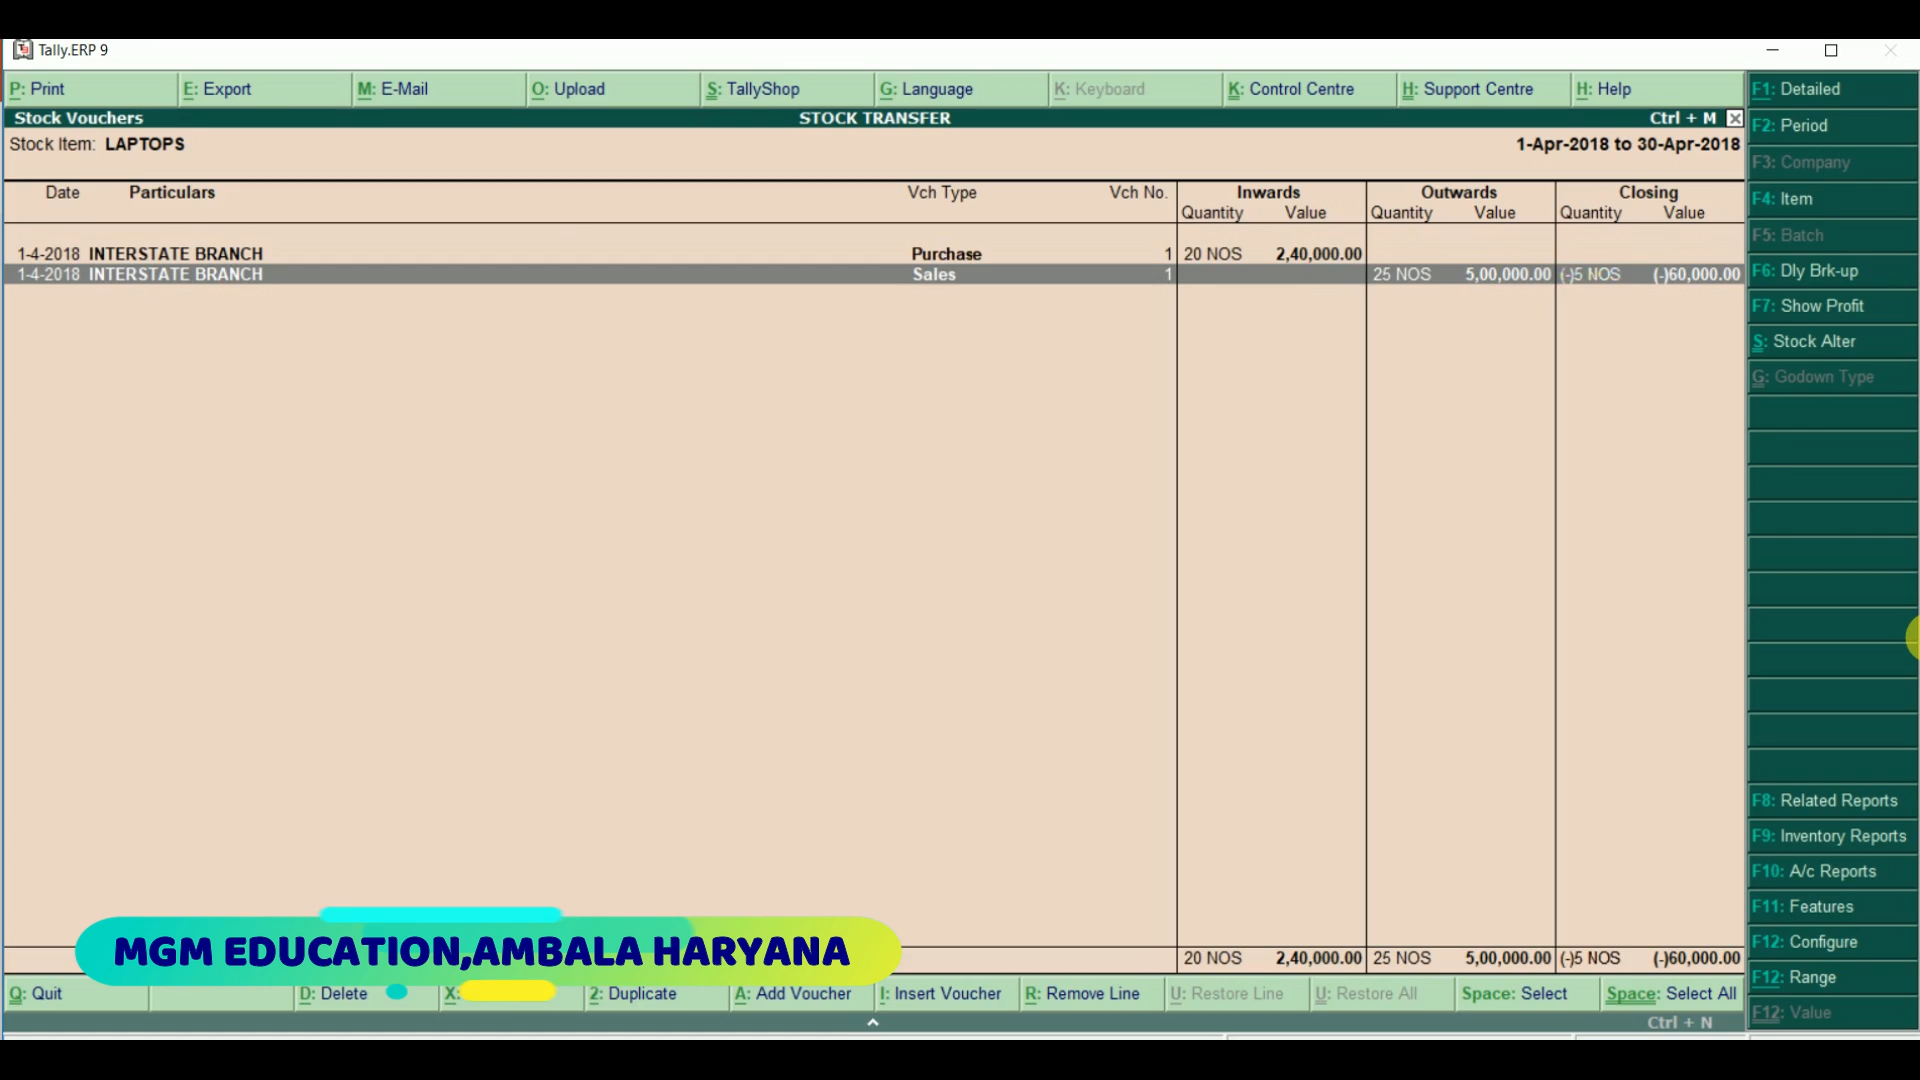 Tally.ERP 9
P: Print E: Export M: E-Mail O: Upload S: TallyShop G: Language K: Keyboard K: Control Centre H: Support Centre H: Help
Stock Vouchers STOCK TRANSFER Ctrl + M
Stock Item: LAPTOPS 1-Apr-2018 to 30-Apr-2018
Date Particulars Vch Type Vch No. Inwards Outwards Closing
Quantity Value Quantity Value Quantity Value
1-4-2018 INTERSTATE BRANCH Purchase 1 20 NOS 2,40,000.00
1-4-2018 INTERSTATE BRANCH Sales 1 25 NOS 5,00,000.00 (-)5 NOS (-)60,000.00
20 NOS 2,40,000.00 25 NOS 5,00,000.00 (-)5 NOS (-)60,000.00
MGM EDUCATION,AMBALA HARYANA
Q: Quit D: Delete X: 2: Duplicate A: Add Voucher I: Insert Voucher R: Remove Line U: Restore Line U: Restore All Space: Select Space: Select All
Ctrl + N
F1: Detailed
F2: Period
F3: Company
F4: Item
F5: Batch
F6: Dly Brk-up
F7: Show Profit
S: Stock Alter
G: Godown Type
F8: Related Reports
F9: Inventory Reports
F10: A/c Reports
F11: Features
F12: Configure
F12: Range
F12: Value